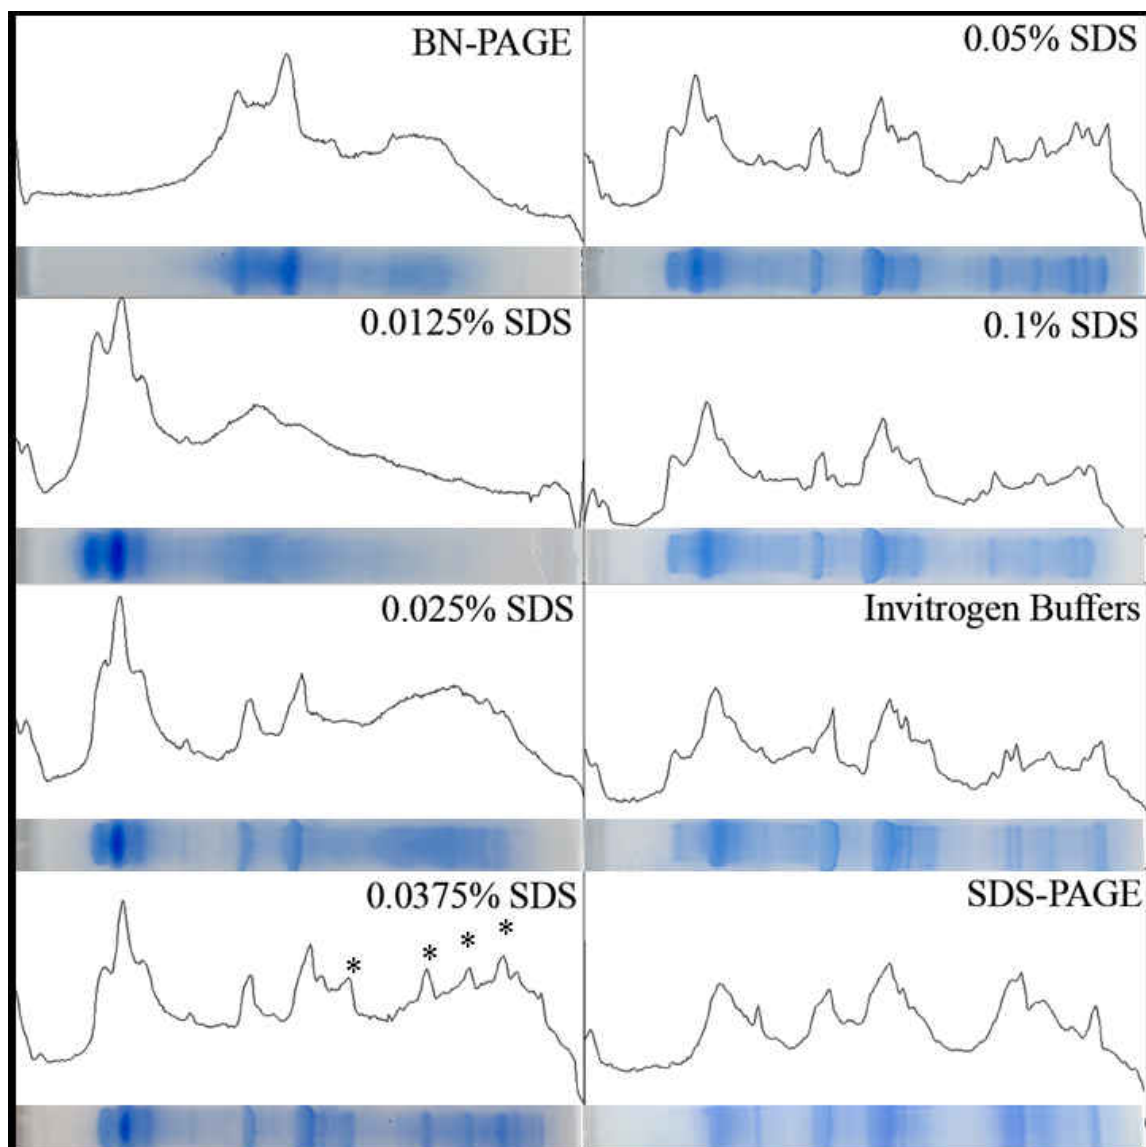 BN-PAGE
0.05% SDS
0.0125% SDS
0.1% SDS
0.025% SDS
Invitrogen Buffers
0.0375% SDS
* * * *
SDS-PAGE